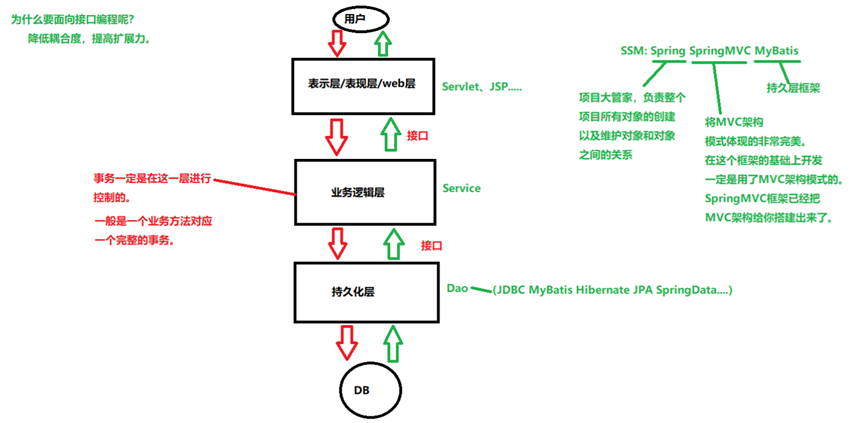 为什么要面向接口编程呢？
降低耦合度，提高扩展力。
用户
表示层/表现层/web层
Servlet、JSP.....
接口
事务一定是在这一层进行
控制的。
一般是一个业务方法对应
一个完整的事务。
业务逻辑层
Service
接口
持久化层
Dao
(JDBC MyBatis Hibernate JPA SpringData....)
DB
SSM: Spring SpringMVC MyBatis
项目大管家，负责整个
项目所有对象的创建
以及维护对象和对象
之间的关系
将MVC架构
模式体现的非常完美。
在这个框架的基础上开发
一定是用了MVC架构模式的。
SpringMVC框架已经把
MVC架构给你搭建出来了。
持久层框架